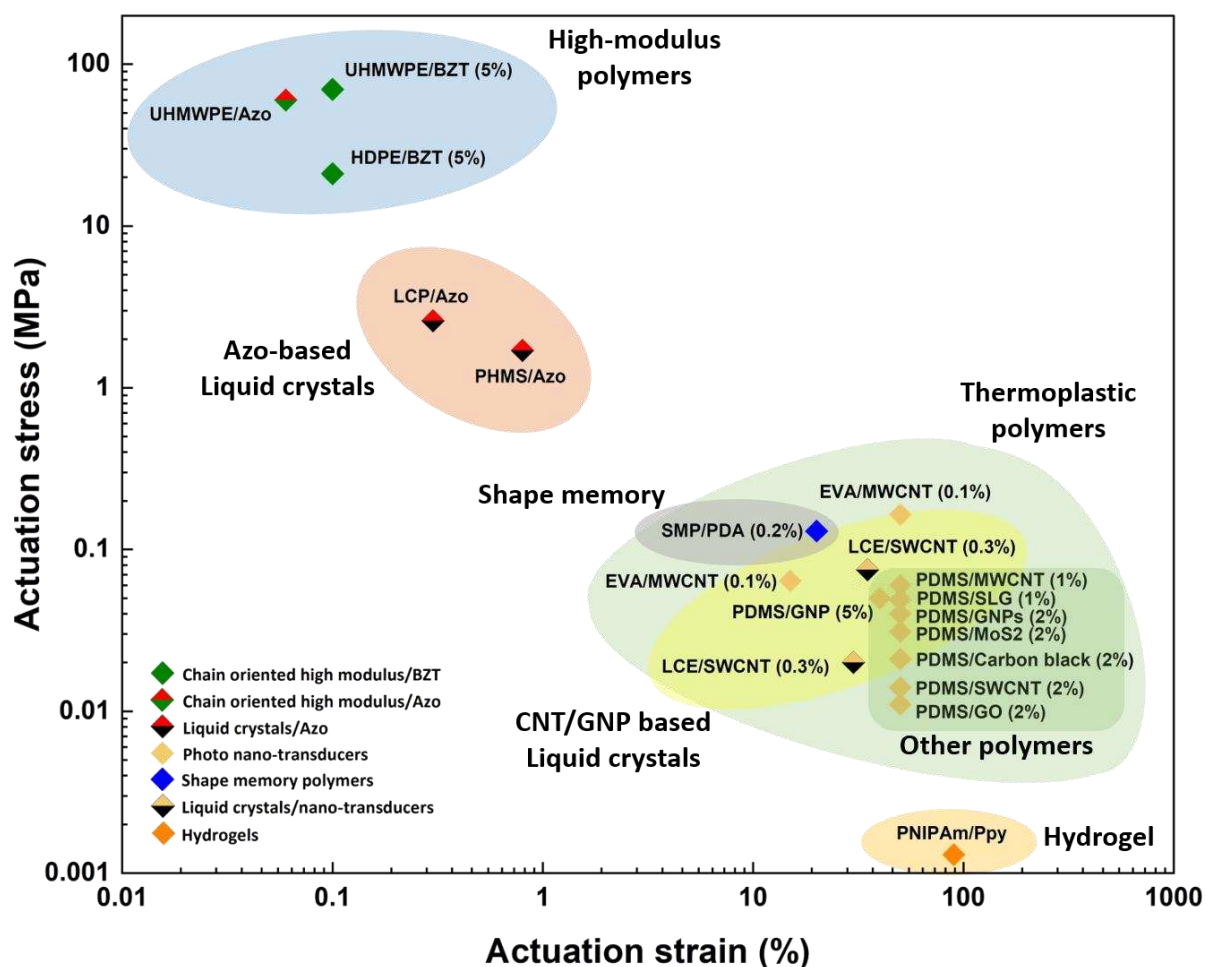 High-modulus
polymers
100
UHMWPE/BZT (5%)
UHMWPE/Azo
HDPE/BZT (5%)
10
LCP/Azo
Azo-based
Liquid crystals
PHMS/Azo
1
Thermoplastic
polymers
Shape memory
EVA/MWCNT (0.1%)
SMP/PDA (0.2%)
LCE/SWCNT (0.3%)
0.1
EVA/MWCNT (0.1%)
PDMS/MWCNT (1%)
PDMS/SLG (1%)
PDMS/GNP (5%)
PDMS/GNPs (2%)
PDMS/MoS2 (2%)
LCE/SWCNT (0.3%)
PDMS/Carbon black (2%)
PDMS/SWCNT (2%)
PDMS/GO (2%)
0.01
CNT/GNP based
Liquid crystals
Other polymers
Chain oriented high modulus/BZT
Chain oriented high modulus/Azo
Liquid crystals/Azo
Photo nano-transducers
Shape memory polymers
Liquid crystals/nano-transducers
Hydrogels
PNIPAm/Ppy
Hydrogel
0.001
0.01
0.1
1
10
100
1000
Actuation stress (MPa)
Actuation strain (%)